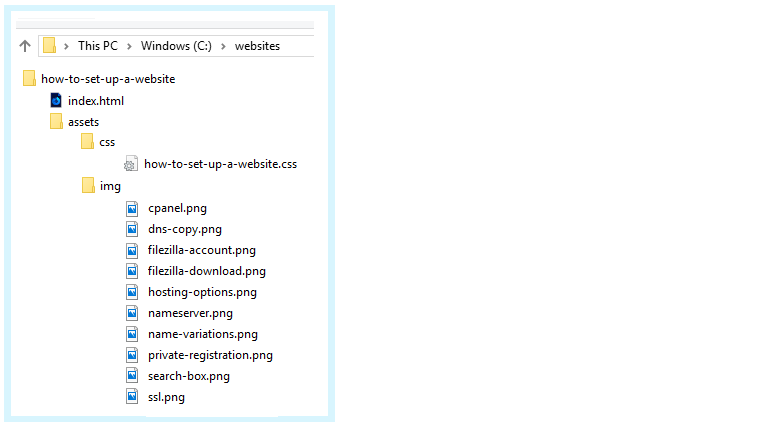 This PC > Windows (C:) > websites
how-to-set-up-a-website
index.html
assets
css
how-to-set-up-a-website.css
img
cpanel.png
dns-copy.png
filezilla-account.png
filezilla-download.png
hosting-options.png
nameserver.png
name-variations.png
private-registration.png
search-box.png
ssl.png